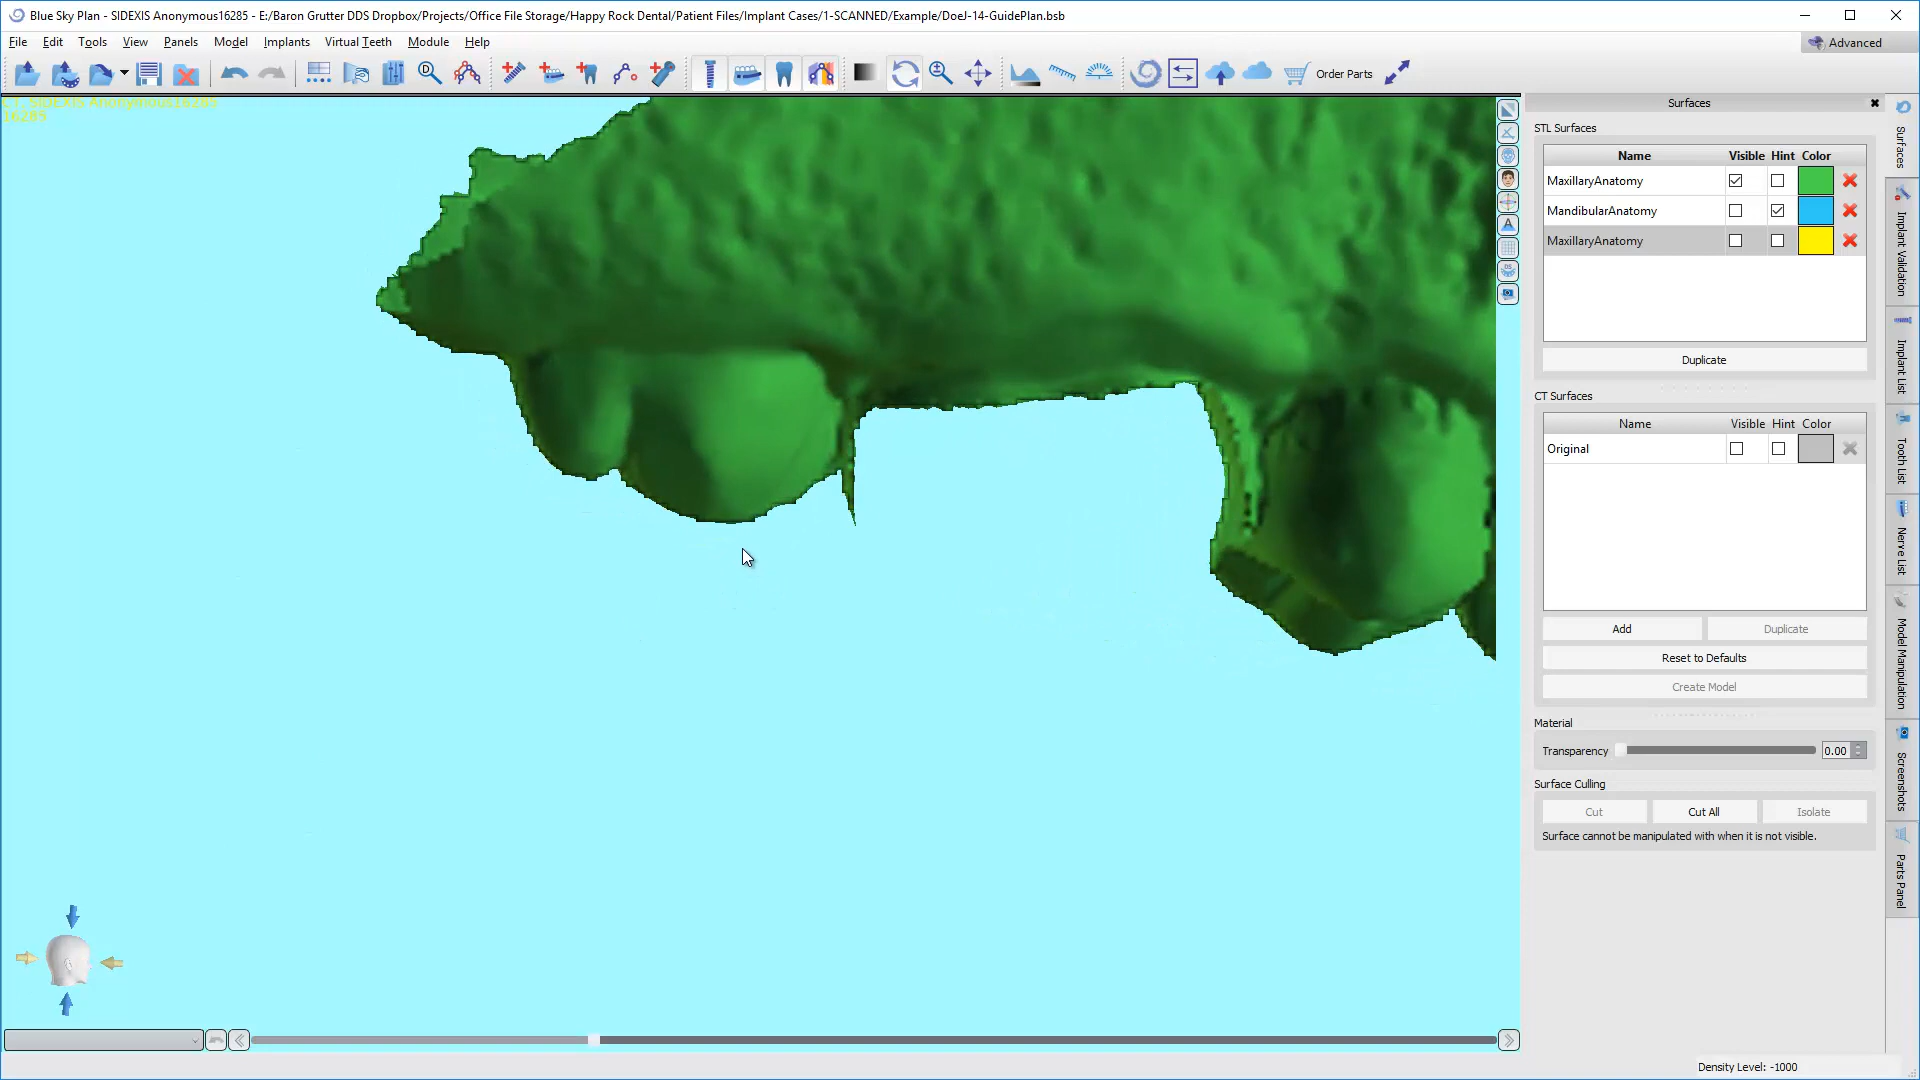 Blue Sky Plan - SIDEXIS Anonymous16285 - E:/Baron Grutter DDS Dropbox/Projects/Office File Storage/Happy Rock Dental/Patient Files/Implant Cases/1-SCANNED/Example/DoeJ-14-GuidePlan.bsb
File Edit Tools View Panels Model Implants Virtual Teeth Module Help
Advanced
Order Parts
CT, SIDEXIS Anonymous16285
16285
Surfaces
STL Surfaces
Name Visible Hint Color
MaxillaryAnatomy
MandibularAnatomy
MaxillaryAnatomy
Duplicate
CT Surfaces
Name Visible Hint Color
Original
Add Duplicate
Reset to Defaults
Create Model
Material
Transparency 0.00
Surface Culling
Cut Cut All Isolate
Surface cannot be manipulated with when it is not visible.
Surfaces
Implant Validation
Implant List
Tooth List
Nerve List
Model Manipulation
Screenshots
Parts Panel
Density Level: -1000